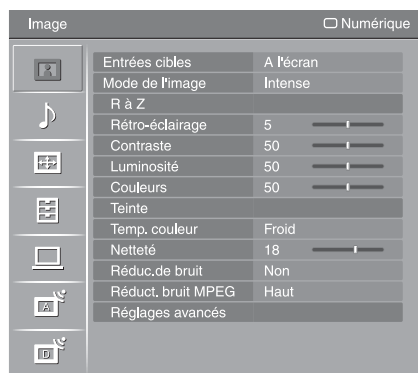 Image Numérique
Entrées cibles A l'écran
Mode de l'image Intense
R à Z
Rétro-éclairage 5
Contraste 50
Luminosité 50
Couleurs 50
Teinte
Temp. couleur Froid
Netteté 18
Réduc.de bruit Non
Réduct. bruit MPEG Haut
Réglages avancés
A
D